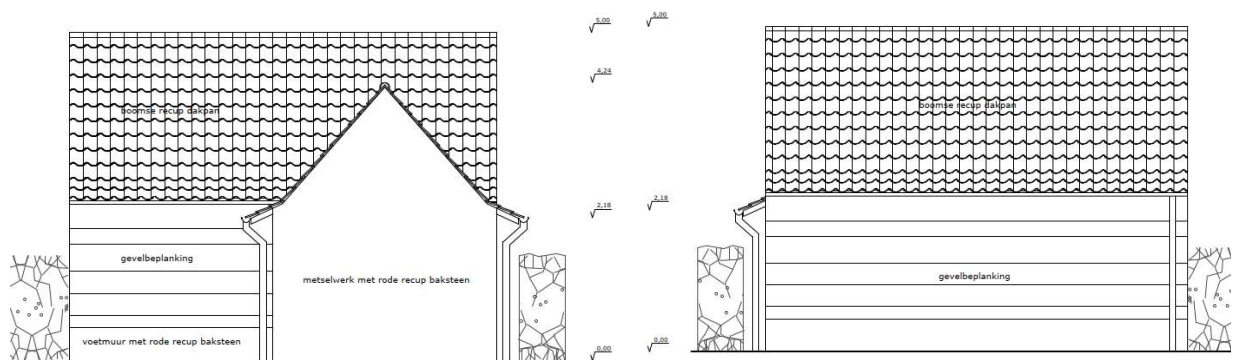 5,00
5,00
4,24
boomse recup dakpan
boomse recup dakpan
2,18
2,18
gevelbeplanking
metselwerk met rode recup baksteen
gevelbeplanking
voetmuur met rode recup baksteen
0,00
0,00